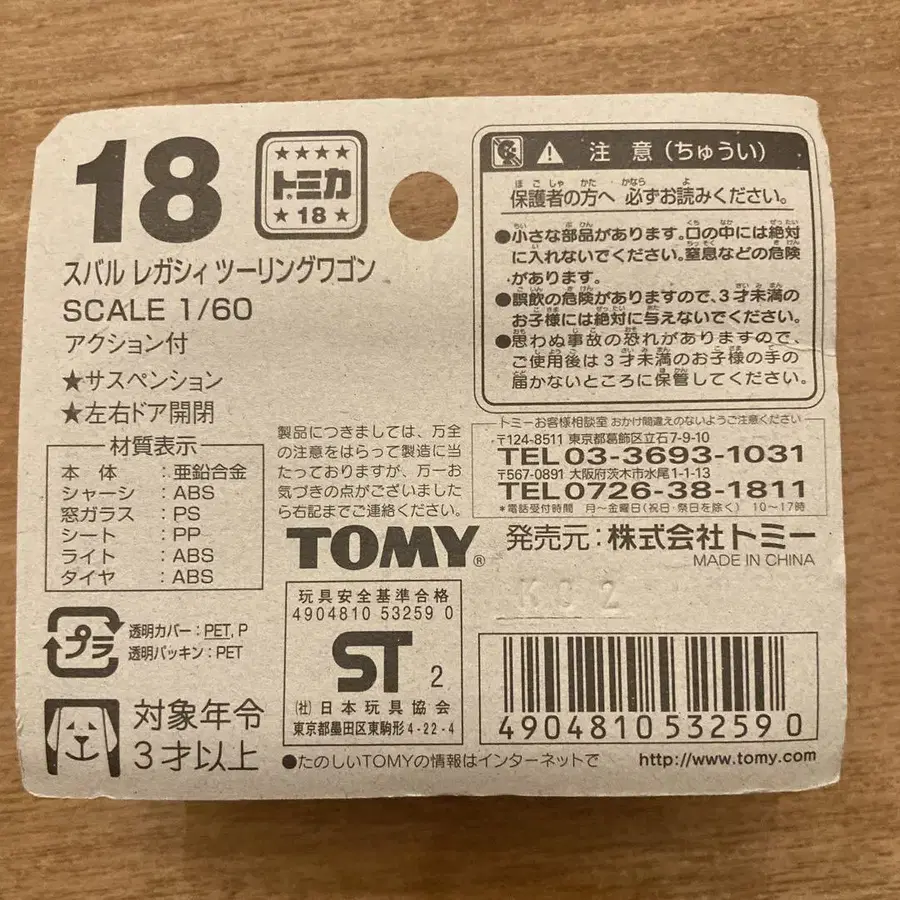 18
★★★★
トミカ
★18★
スバル レガシィ ツーリングワゴン
SCALE 1/60
アクション付
★サスペンション
★左右ドア開閉
材質表示
本体:亜鉛合金
シャーシ:ABS
窓ガラス:PS
シート:PP
ライト:ABS
タイヤ:ABS
プラ
透明カバー:PET, P
透明パッキン:PET
対象年令
3才以上
注意(ちゅうい)
保護者の方へ 必ずお読みください。
●小さな部品があります。口の中には絶対
に入れないでください。窒息などの危険
があります。
●誤飲の危険がありますので、3才未満の
お子様には絶対に与えないでください。
●思わぬ事故の恐れがありますので、
ご使用後は3才未満のお子様の手の
届かないところに保管してください。
製品につきましては、万全
の注意をはらって製造に当
たっておりますが、万一お
気づきの点がございました
ら右記までご連絡ください。
トミーお客様相談室 おかけ間違えのないようご注意ください
〒124-8511 東京都葛飾区立石7-9-10
TEL03-3693-1031
〒567-0891 大阪府茨木市水尾1-1-13
TEL0726-38-1811
*電話受付時間 月~金曜日(祝日・祭日を除く) 10~17時
TOMY®
発売元:株式会社トミー
MADE IN CHINA
玩具安全基準合格
4904810 53259 0
ST 2
(社)日本玩具協会
東京都墨田区東駒形4-22-4
4904810532590
●たのしいTOMYの情報はインターネットで http://www.tomy.com